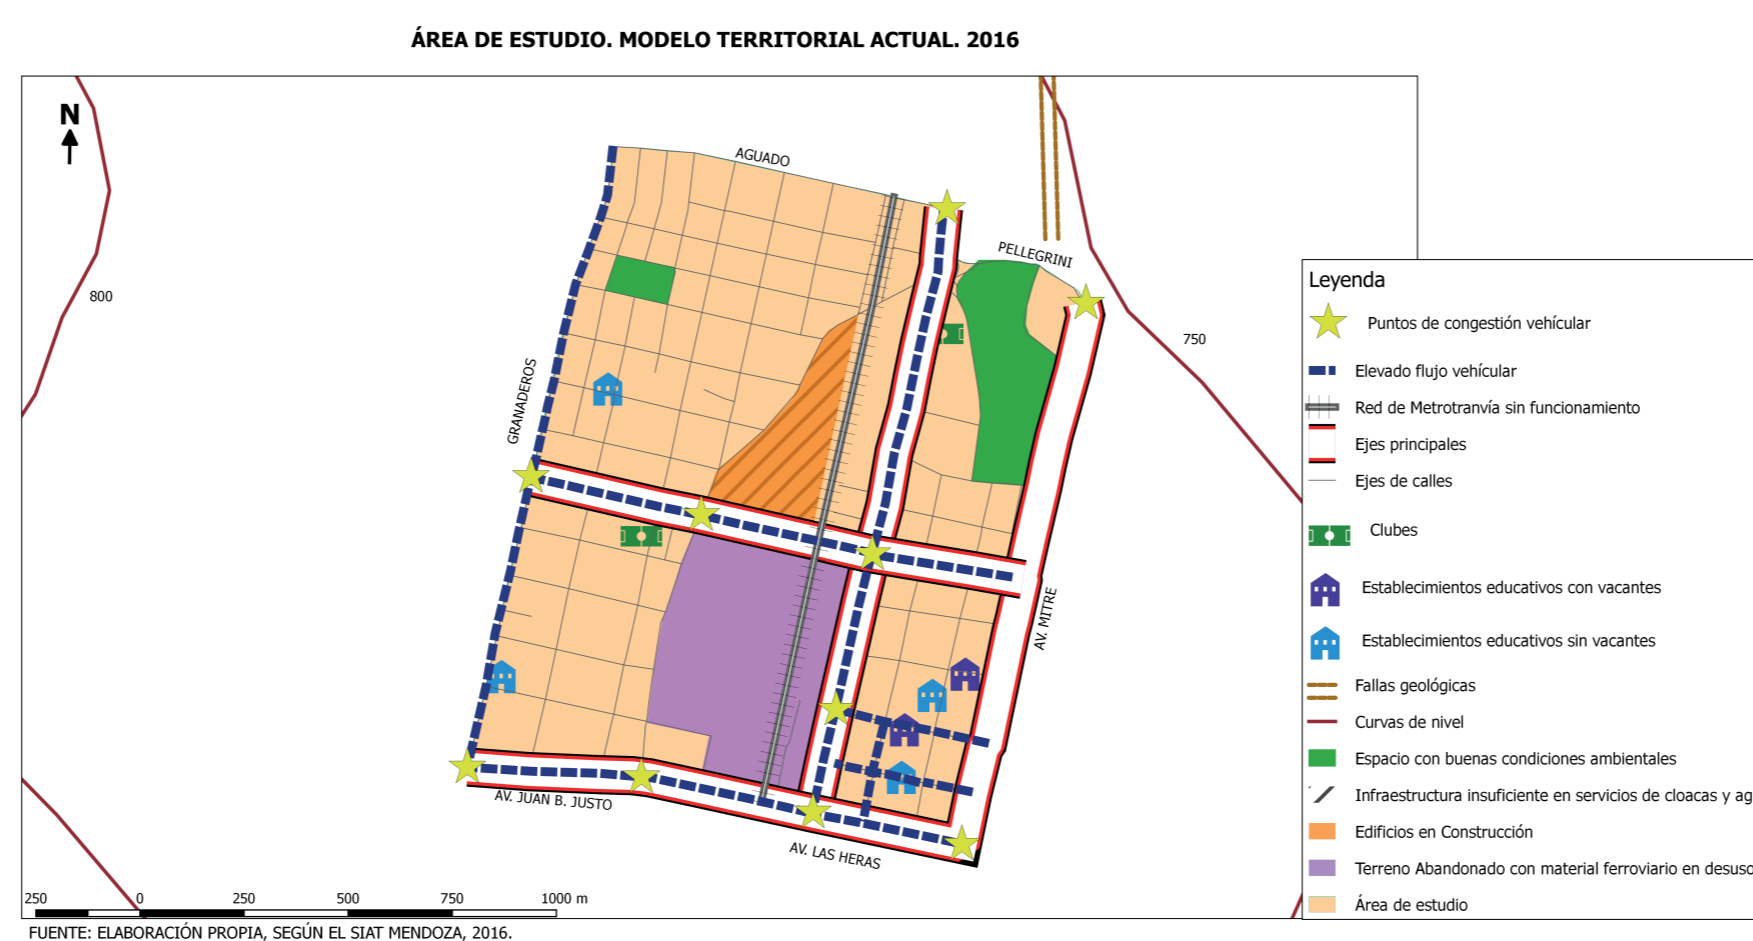 ÁREA DE ESTUDIO. MODELO TERRITORIAL ACTUAL. 2016
N
AGUADO
PELLEGRINI
800
750
GRANADEROS
AV. MITRE
AV. JUAN B. JUSTO
AV. LAS HERAS
Leyenda
Puntos de congestión vehícular
Elevado flujo vehícular
Red de Metrotranvía sin funcionamiento
Ejes principales
Ejes de calles
Clubes
Establecimientos educativos con vacantes
Establecimientos educativos sin vacantes
Fallas geológicas
Curvas de nivel
Espacio con buenas condiciones ambientales
Infraestructura insuficiente en servicios de cloacas y ag
Edificios en Construcción
Terreno Abandonado con material ferroviario en desuso
Área de estudio
250 0 250 500 750 1000 m
FUENTE: ELABORACIÓN PROPIA, SEGÚN EL SIAT MENDOZA, 2016.